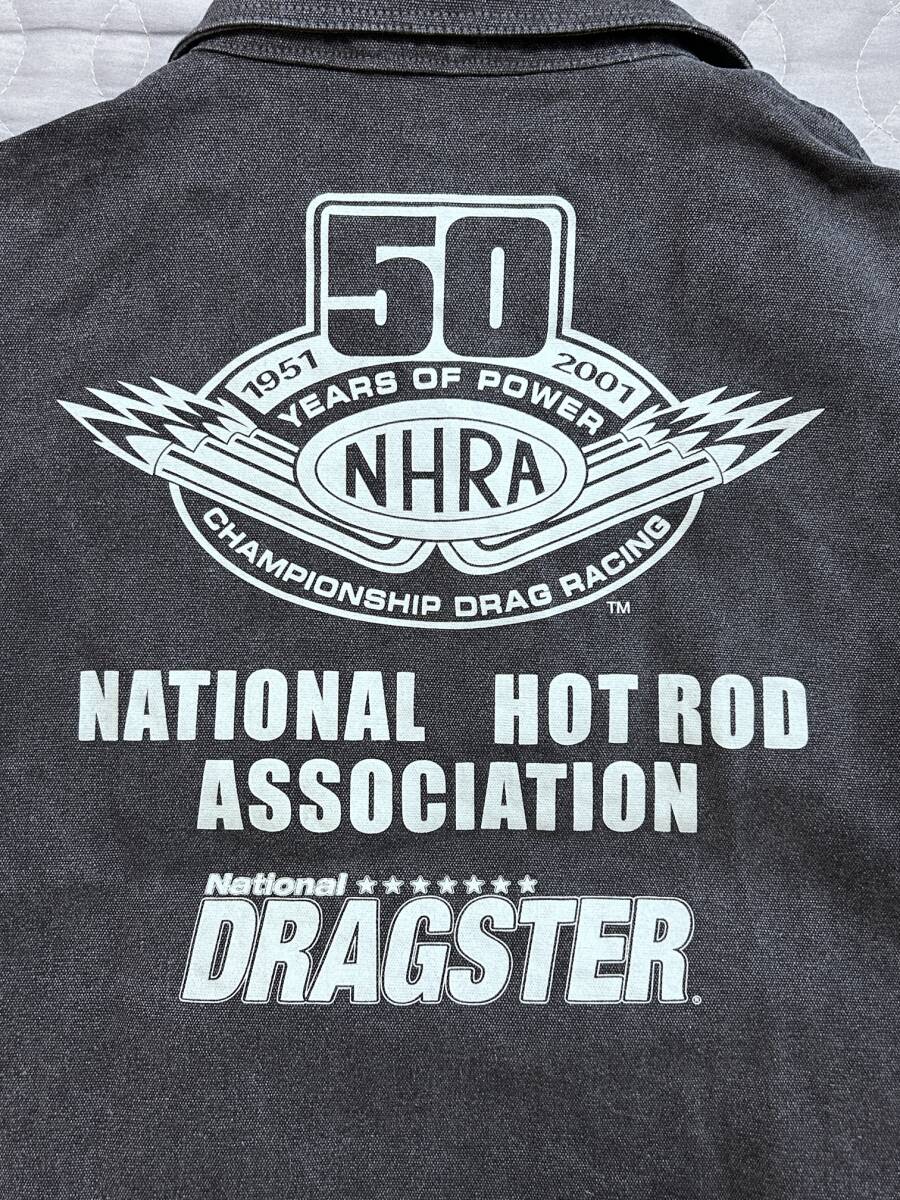 50
1951 2001
YEARS OF POWER
NHRA
CHAMPIONSHIP DRAG RACING
TM
NATIONAL HOT ROD
ASSOCIATION
National
DRAGSTER®